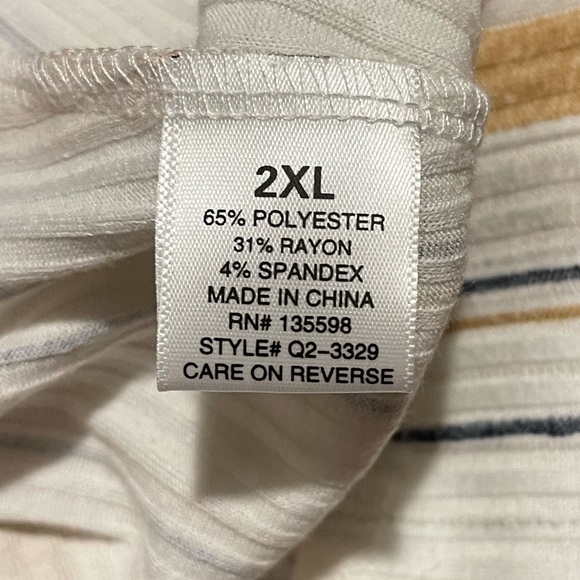 2XL
65% POLYESTER
31% RAYON
4% SPANDEX
MADE IN CHINA
RN# 135598
STYLE# Q2-3329
CARE ON REVERSE